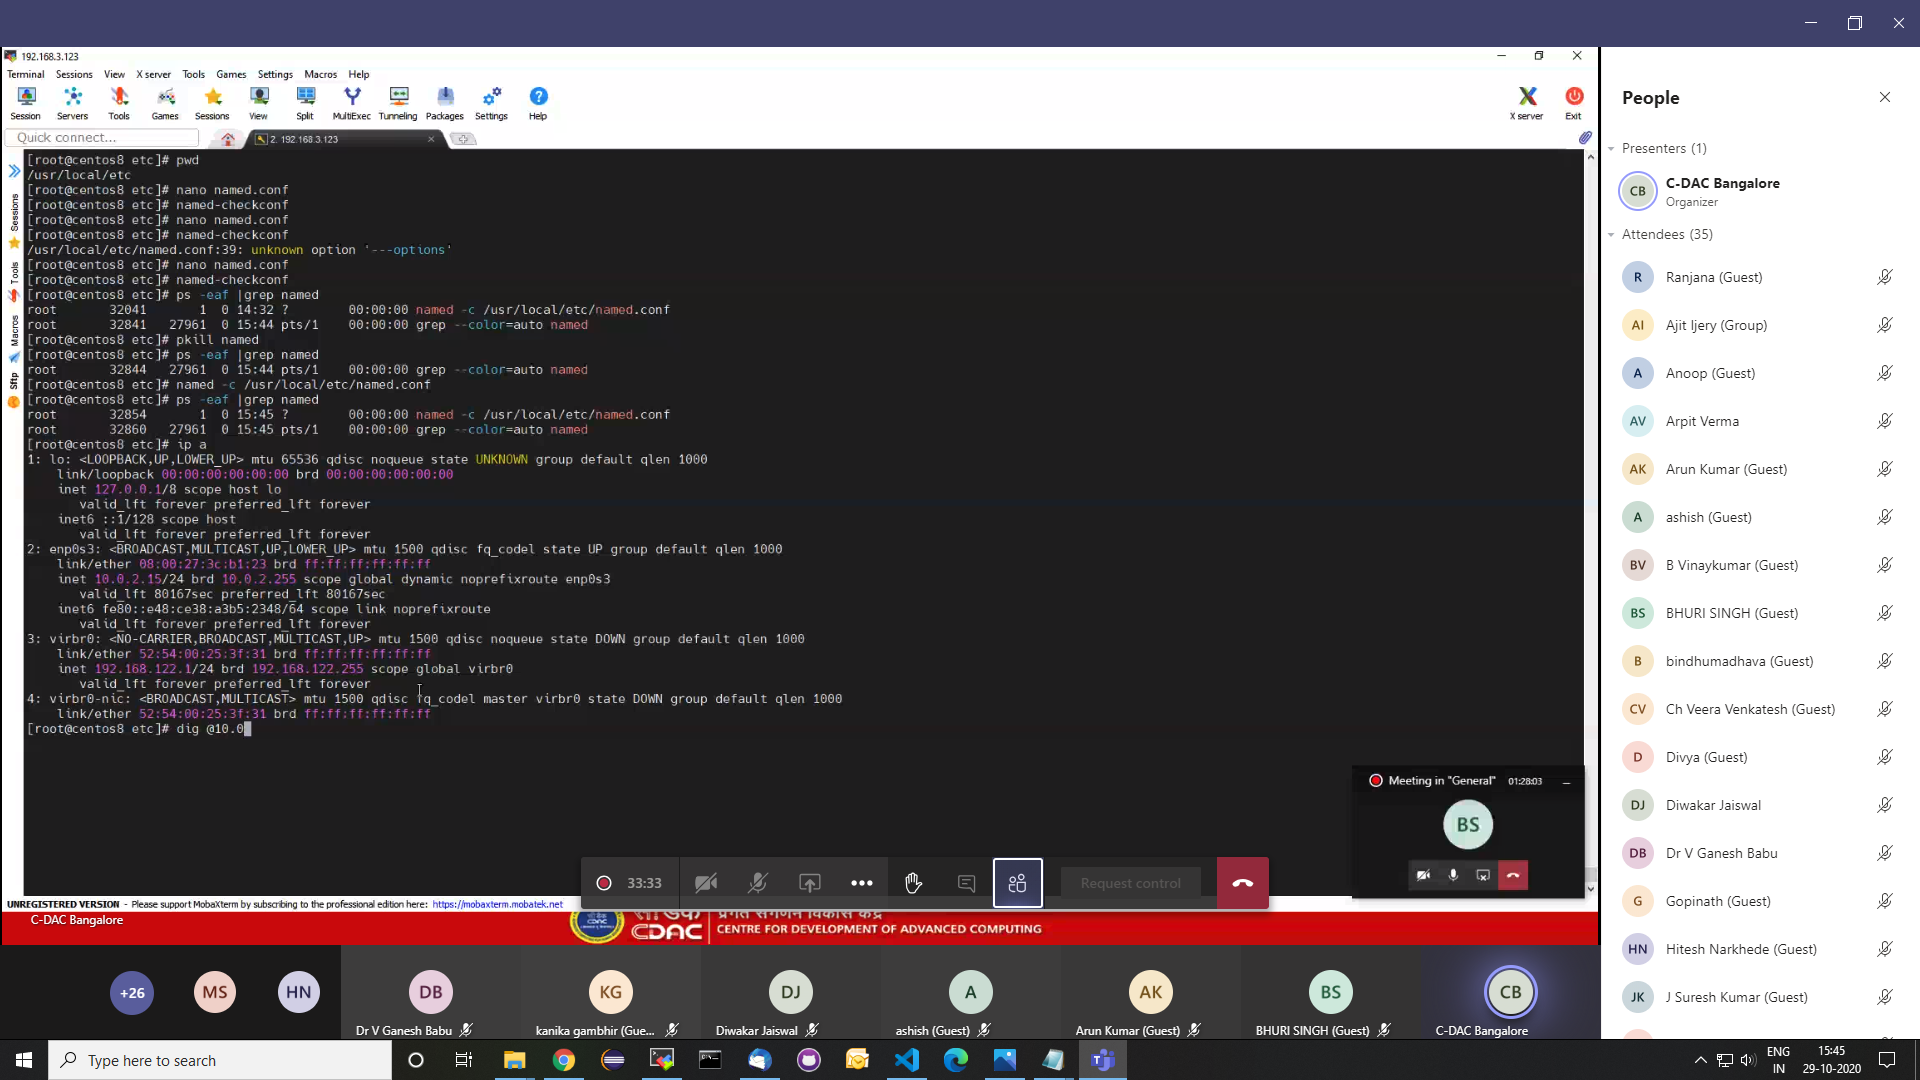 192.168.3.123
Terminal Sessions View X server Tools Games Settings Macros Help
Session Servers Tools Games Sessions View Split MultiExec Tunneling Packages Settings Help X server Exit
Quick connect...
2. 192.168.3.123
Sessions
Tools
Macros
Sftp
[root@centos8 etc]# pwd
/usr/local/etc
[root@centos8 etc]# nano named.conf
[root@centos8 etc]# named-checkconf
[root@centos8 etc]# nano named.conf
[root@centos8 etc]# named-checkconf
/usr/local/etc/named.conf:39: unknown option '---options'
[root@centos8 etc]# nano named.conf
[root@centos8 etc]# named-checkconf
[root@centos8 etc]# ps -eaf |grep named
root 32041 1 0 14:32 ? 00:00:00 named -c /usr/local/etc/named.conf
root 32841 27961 0 15:44 pts/1 00:00:00 grep --color=auto named
[root@centos8 etc]# pkill named
[root@centos8 etc]# ps -eaf |grep named
root 32844 27961 0 15:44 pts/1 00:00:00 grep --color=auto named
[root@centos8 etc]# named -c /usr/local/etc/named.conf
[root@centos8 etc]# ps -eaf |grep named
root 32854 1 0 15:45 ? 00:00:00 named -c /usr/local/etc/named.conf
root 32860 27961 0 15:45 pts/1 00:00:00 grep --color=auto named
[root@centos8 etc]# ip a
1: lo: <LOOPBACK,UP,LOWER_UP> mtu 65536 qdisc noqueue state UNKNOWN group default qlen 1000
link/loopback 00:00:00:00:00:00 brd 00:00:00:00:00:00
inet 127.0.0.1/8 scope host lo
valid_lft forever preferred_lft forever
inet6 ::1/128 scope host
valid_lft forever preferred_lft forever
2: enp0s3: <BROADCAST,MULTICAST,UP,LOWER_UP> mtu 1500 qdisc fq_codel state UP group default qlen 1000
link/ether 08:00:27:3c:b1:23 brd ff:ff:ff:ff:ff:ff
inet 10.0.2.15/24 brd 10.0.2.255 scope global dynamic noprefixroute enp0s3
valid_lft 80167sec preferred_lft 80167sec
inet6 fe80::e48:ce38:a3b5:2348/64 scope link noprefixroute
valid_lft forever preferred_lft forever
3: virbr0: <NO-CARRIER,BROADCAST,MULTICAST,UP> mtu 1500 qdisc noqueue state DOWN group default qlen 1000
link/ether 52:54:00:25:3f:31 brd ff:ff:ff:ff:ff:ff
inet 192.168.122.1/24 brd 192.168.122.255 scope global virbr0
valid_lft forever preferred_lft forever
4: virbr0-nic: <BROADCAST,MULTICAST> mtu 1500 qdisc fq_codel master virbr0 state DOWN group default qlen 1000
link/ether 52:54:00:25:3f:31 brd ff:ff:ff:ff:ff:ff
[root@centos8 etc]# dig @10.0
Meeting in "General" 01:28:03
BS
33:33
Request control
UNREGISTERED VERSION - Please support MobaXterm by subscribing to the professional edition here: https://mobaxterm.mobatek.net
C-DAC Bangalore
CDAC
CENTRE FOR DEVELOPMENT OF ADVANCED COMPUTING
+26 MS HN DB KG DJ A AK BS CB
Dr V Ganesh Babu kanika gambhir (Gue... Diwakar Jaiswal ashish (Guest) Arun Kumar (Guest) BHURI SINGH (Guest) C-DAC Bangalore
People
Presenters (1)
CB C-DAC Bangalore
Organizer
Attendees (35)
R Ranjana (Guest)
AI Ajit Ijery (Group)
A Anoop (Guest)
AV Arpit Verma
AK Arun Kumar (Guest)
A ashish (Guest)
BV B Vinaykumar (Guest)
BS BHURI SINGH (Guest)
B bindhumadhava (Guest)
CV Ch Veera Venkatesh (Guest)
D Divya (Guest)
DJ Diwakar Jaiswal
DB Dr V Ganesh Babu
G Gopinath (Guest)
HN Hitesh Narkhede (Guest)
JK J Suresh Kumar (Guest)
Type here to search
ENG
IN
15:45
29-10-2020